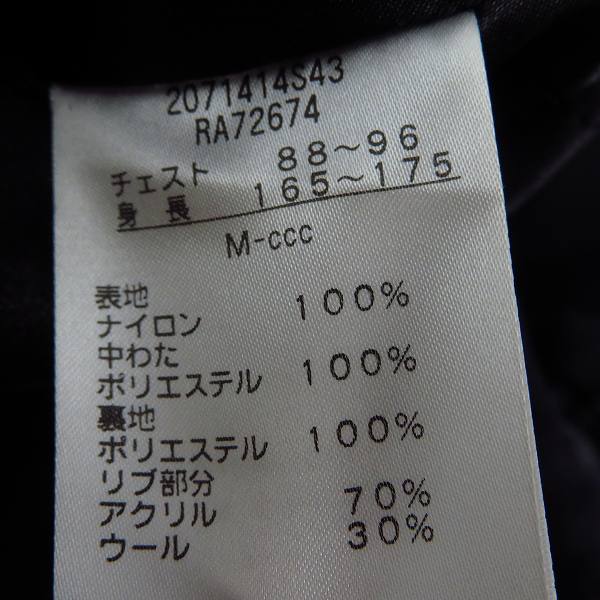 2071414S43
RA72674
チェスト 88～96
身長 165～175
M-ccc
表地
ナイロン 100%
中わた
ポリエステル 100%
裏地
ポリエステル 100%
リブ部分
アクリル 70%
ウール 30%